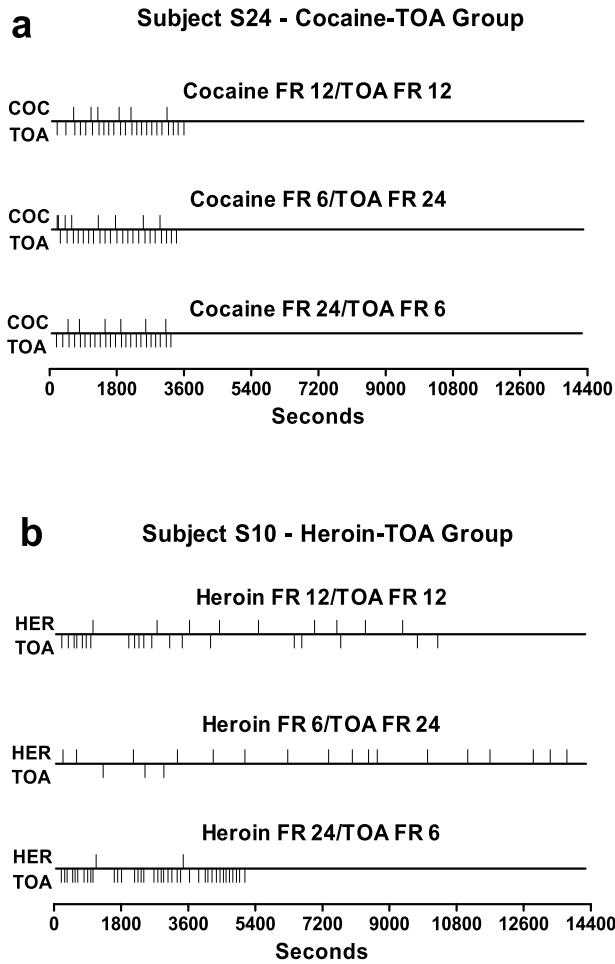 a
Subject S24 - Cocaine-TOA Group
Cocaine FR 12/TOA FR 12
COC
TOA
Cocaine FR 6/TOA FR 24
COC
TOA
Cocaine FR 24/TOA FR 6
COC
TOA
0 1800 3600 5400 7200 9000 10800 12600 14400
Seconds
b
Subject S10 - Heroin-TOA Group
Heroin FR 12/TOA FR 12
HER
TOA
Heroin FR 6/TOA FR 24
HER
TOA
Heroin FR 24/TOA FR 6
HER
TOA
0 1800 3600 5400 7200 9000 10800 12600 14400
Seconds